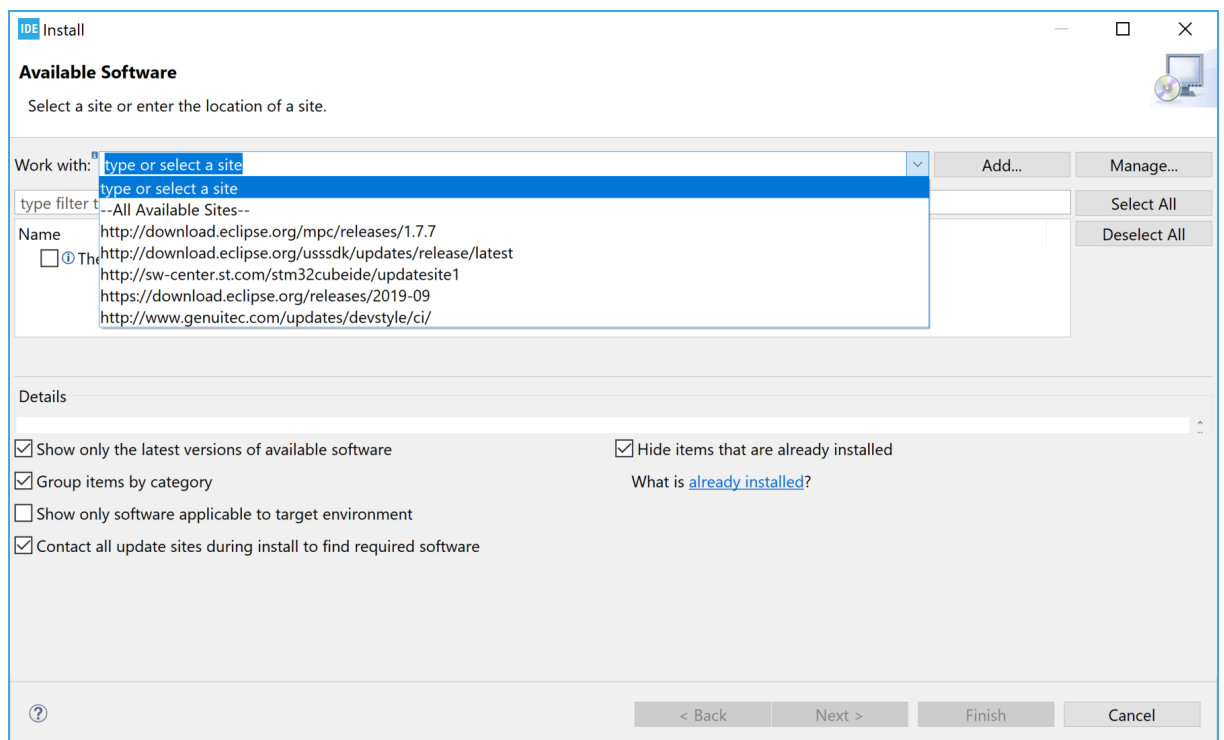 IDE Install
Available Software
Select a site or enter the location of a site.
Work with: type or select a site Add... Manage...
type or select a site
type filter t Select All
--All Available Sites--
Name http://download.eclipse.org/mpc/releases/1.7.7 Deselect All
The http://download.eclipse.org/usssdk/updates/release/latest
http://sw-center.st.com/stm32cubeide/updatesite1
https://download.eclipse.org/releases/2019-09
http://www.genuitec.com/updates/devstyle/ci/
Details
Show only the latest versions of available software Hide items that are already installed
Group items by category What is already installed?
Show only software applicable to target environment
Contact all update sites during install to find required software
? < Back Next > Finish Cancel